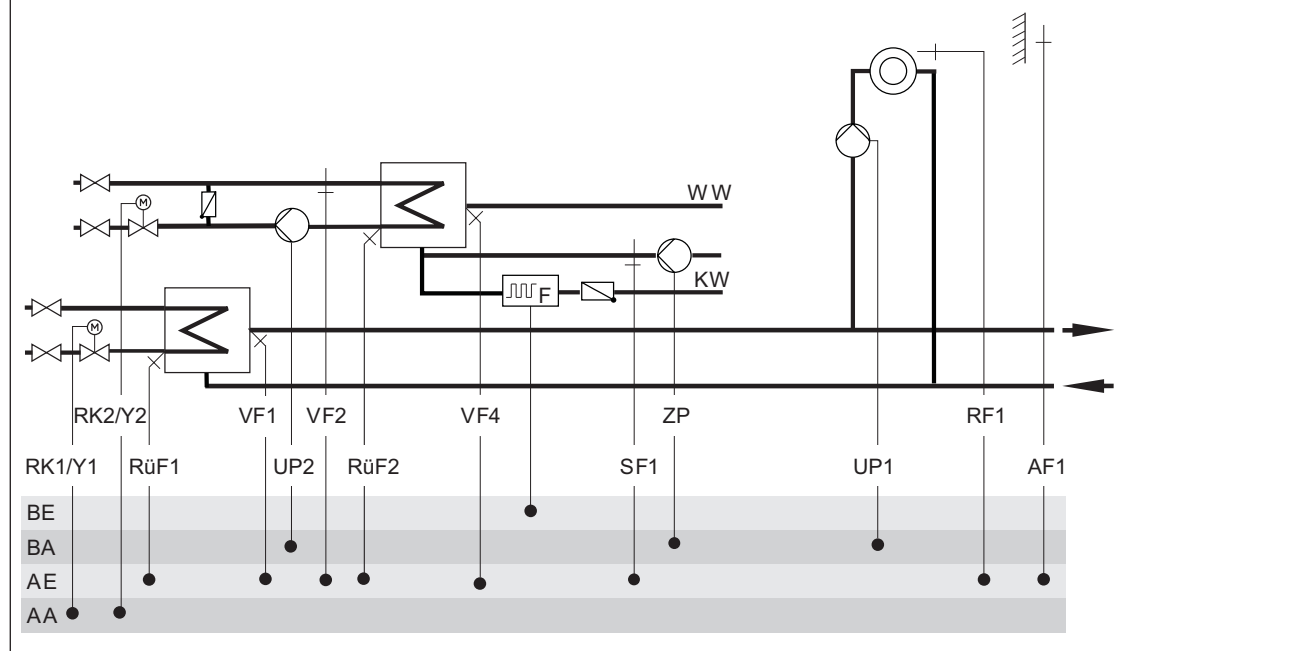 WW
M
KW
F
M
RK2/Y2 VF1 VF2 VF4 ZP RF1
RK1/Y1 RüF1 UP2 RüF2 SF1 UP1 AF1
BE
BA
AE
AA